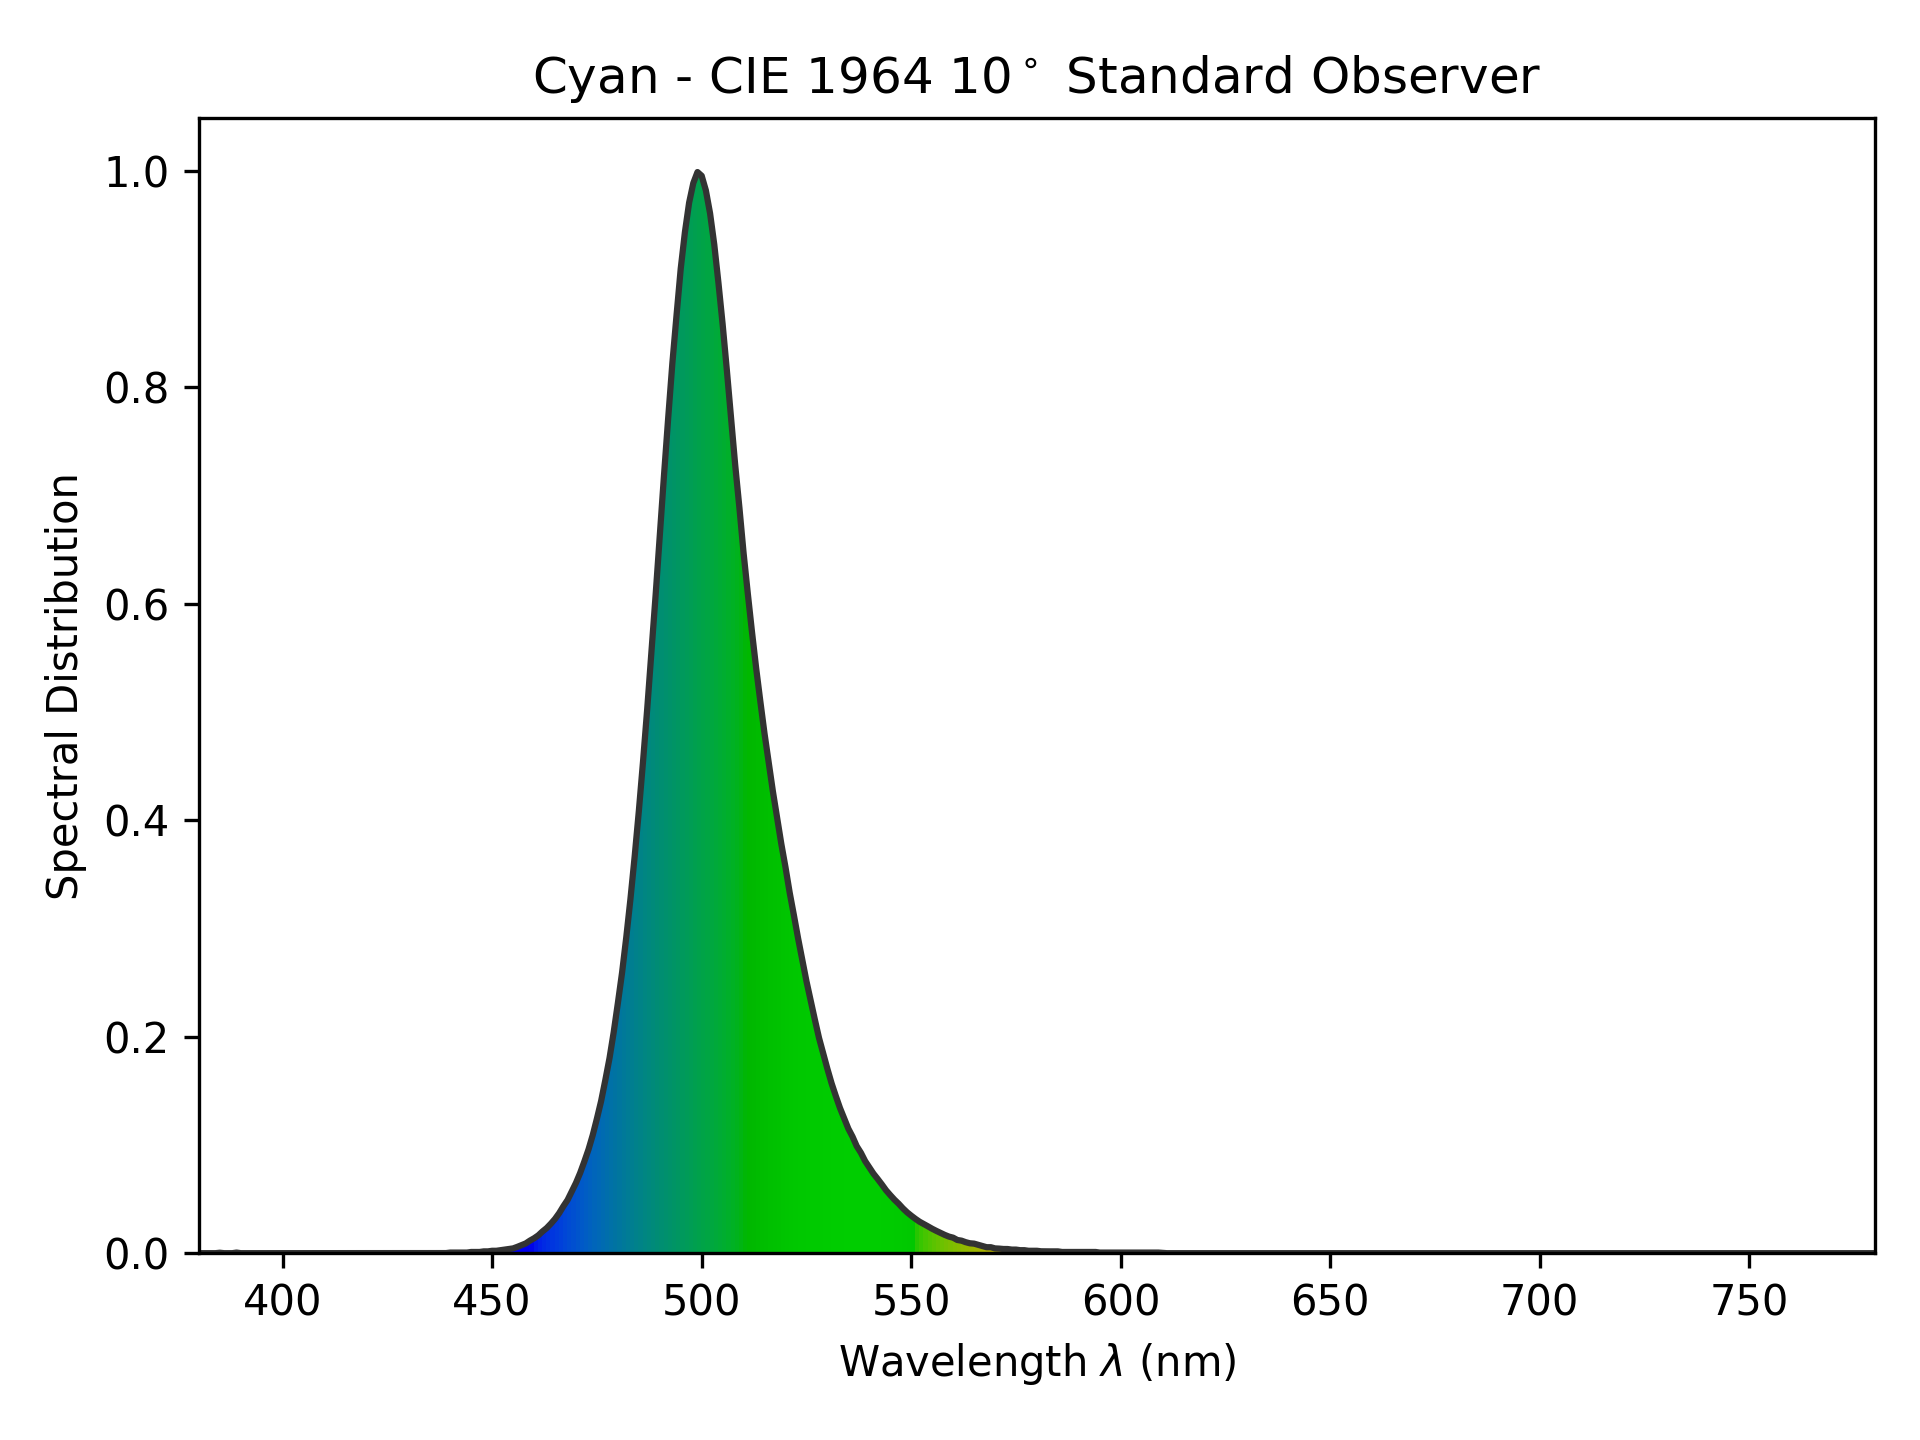 Cyan - CIE 1964 10° Standard Observer
1.0
0.8
0.6
0.4
0.2
0.0
Spectral Distribution
400 450 500 550 600 650 700 750
Wavelength λ (nm)